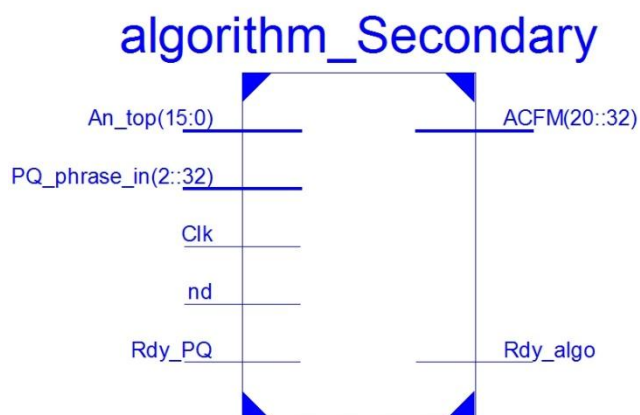 algorithm_Secondary
An_top(15:0)
ACFM(20::32)
PQ_phrase_in(2::32)
Clk
nd
Rdy_PQ
Rdy_algo